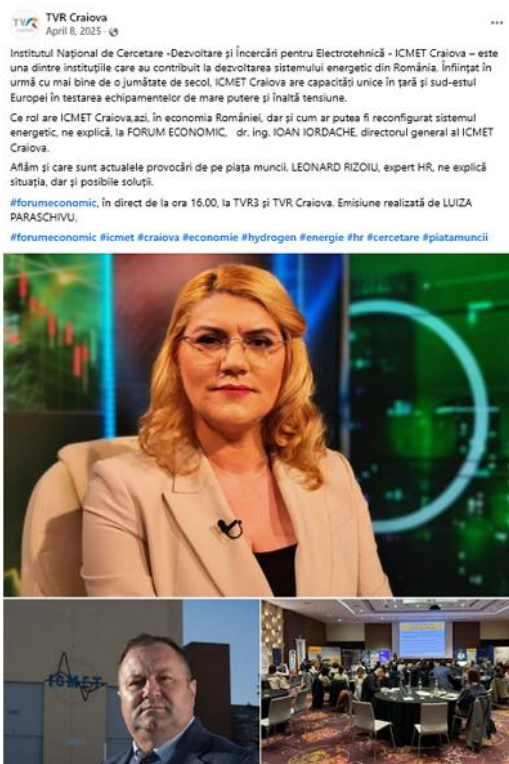 TVR Craiova
April 8, 2025 ·
Institutul Național de Cercetare -Dezvoltare și Încercări pentru Electrotehnică - ICMET Craiova – este
una dintre instituțiile care au contribuit la dezvoltarea sistemului energetic din România. Înființat în
urmă cu mai bine de o jumătate de secol, ICMET Craiova are capacități unice în țară și sud-estul
Europei în testarea echipamentelor de mare putere și înaltă tensiune.
Ce rol are ICMET Craiova,azi, în economia României, dar și cum ar putea fi reconfigurat sistemul
energetic, ne explică, la FORUM ECONOMIC, dr. ing. IOAN IORDACHE, directorul general al ICMET
Craiova.
Aflăm și care sunt actualele provocări de pe piața muncii. LEONARD RIZOIU, expert HR, ne explică
situația, dar și posibile soluții.
#forumeconomic, în direct de la ora 16.00, la TVR3 și TVR Craiova. Emisiune realizată de LUIZA
PARASCHIVU.
#forumeconomic #icmet #craiova #economie #hydrogen #energie #hr #cercetare #piatamuncii
ICMET